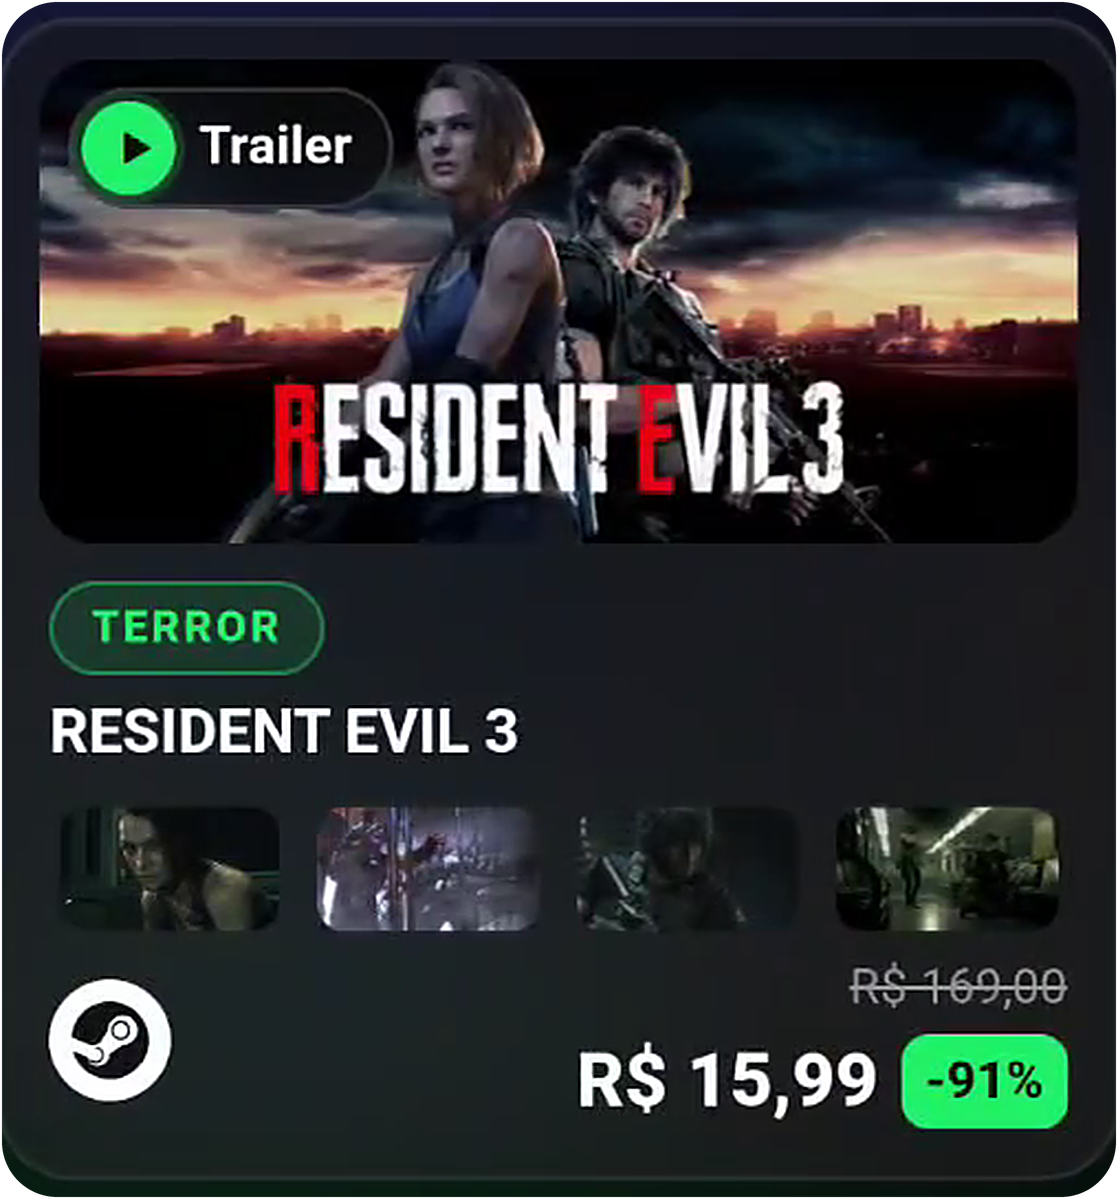 Trailer
RESIDENT EVIL 3
TERROR
RESIDENT EVIL 3
R$ 169,00
R$ 15,99
-91%